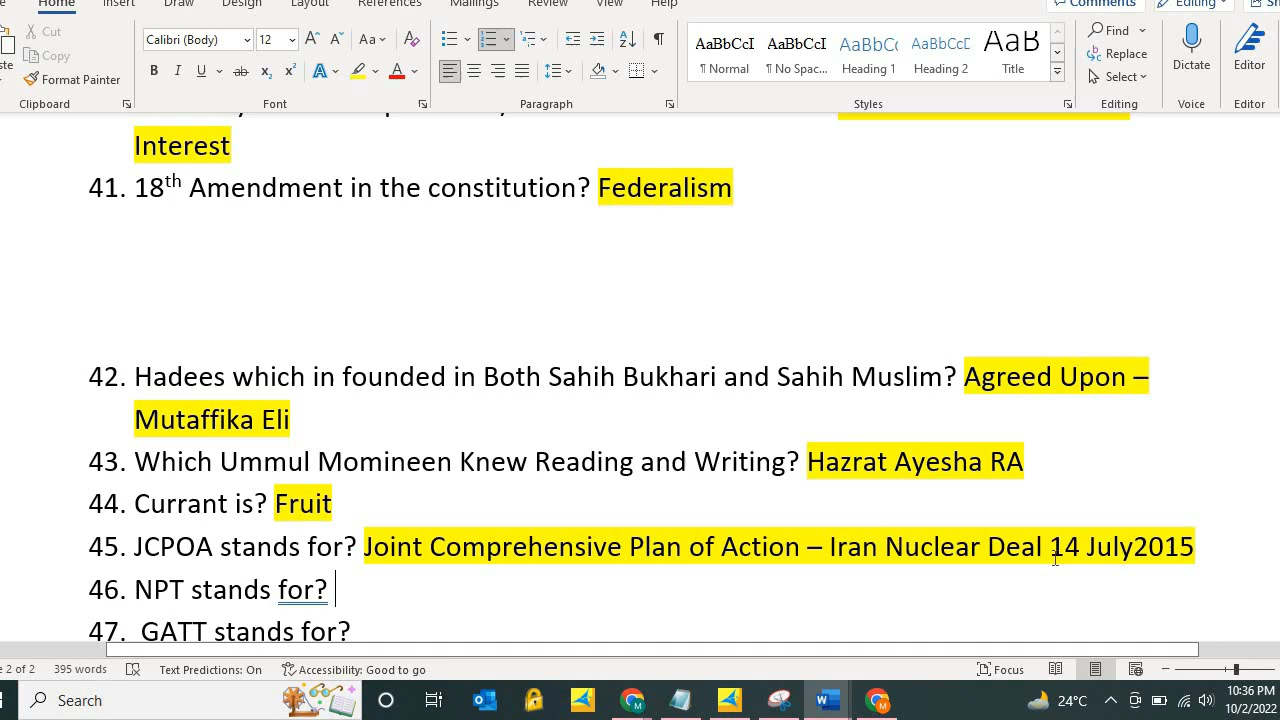 Home Insert Draw Design Layout References Mailings Review View Help Comments Editing
Cut
Copy
Format Painter
Calibri (Body) 12
AaBbCcI AaBbCcI AaBbCc AaBbCcD AaB
Normal No Spac... Heading 1 Heading 2 Title
Find
Replace
Select
Dictate
Editor
Clipboard Font Paragraph Styles Editing Voice Editor
Interest
41. 18th Amendment in the constitution? Federalism
42. Hadees which in founded in Both Sahih Bukhari and Sahih Muslim? Agreed Upon –
Mutaffika Eli
43. Which Ummul Momineen Knew Reading and Writing? Hazrat Ayesha RA
44. Currant is? Fruit
45. JCPOA stands for? Joint Comprehensive Plan of Action – Iran Nuclear Deal 14 July2015
46. NPT stands for?
47. GATT stands for?
2 of 2 395 words Text Predictions: On Accessibility: Good to go Focus
Search
24°C
10:36 PM
10/2/2022